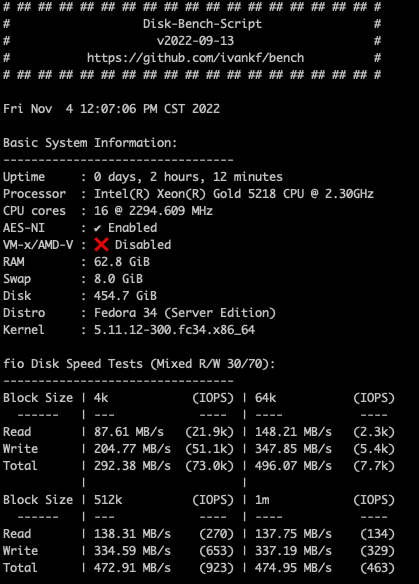 # ## ## ## ## ## ## ## ## ## ## ## ## ## ## ## ## ## #
#                 Disk-Bench-Script                 #
#                   v2022-09-13                     #
#          https://github.com/ivankf/bench          #
# ## ## ## ## ## ## ## ## ## ## ## ## ## ## ## ## ## #
Fri Nov  4 12:07:06 PM CST 2022
Basic System Information:
---------------------------------
Uptime     : 0 days, 2 hours, 12 minutes
Processor  : Intel(R) Xeon(R) Gold 5218 CPU @ 2.30GHz
CPU cores  : 16 @ 2294.609 MHz
AES-NI     : ✔ Enabled
VM-x/AMD-V : ❌ Disabled
RAM        : 62.8 GiB
Swap       : 8.0 GiB
Disk       : 454.7 GiB
Distro     : Fedora 34 (Server Edition)
Kernel     : 5.11.12-300.fc34.x86_64
fio Disk Speed Tests (Mixed R/W 30/70):
---------------------------------
Block Size | 4k            (IOPS) | 64k           (IOPS)
  ------   | ---            ----  | ----           ----
Read       | 87.61 MB/s   (21.9k) | 148.21 MB/s   (2.3k)
Write      | 204.77 MB/s  (51.1k) | 347.85 MB/s   (5.4k)
Total      | 292.38 MB/s  (73.0k) | 496.07 MB/s   (7.7k)
           |                      |
Block Size | 512k          (IOPS) | 1m            (IOPS)
  ------   | ---            ----  | ----           ----
Read       | 138.31 MB/s    (270) | 137.75 MB/s    (134)
Write      | 334.59 MB/s    (653) | 337.19 MB/s    (329)
Total      | 472.91 MB/s    (923) | 474.95 MB/s    (463)